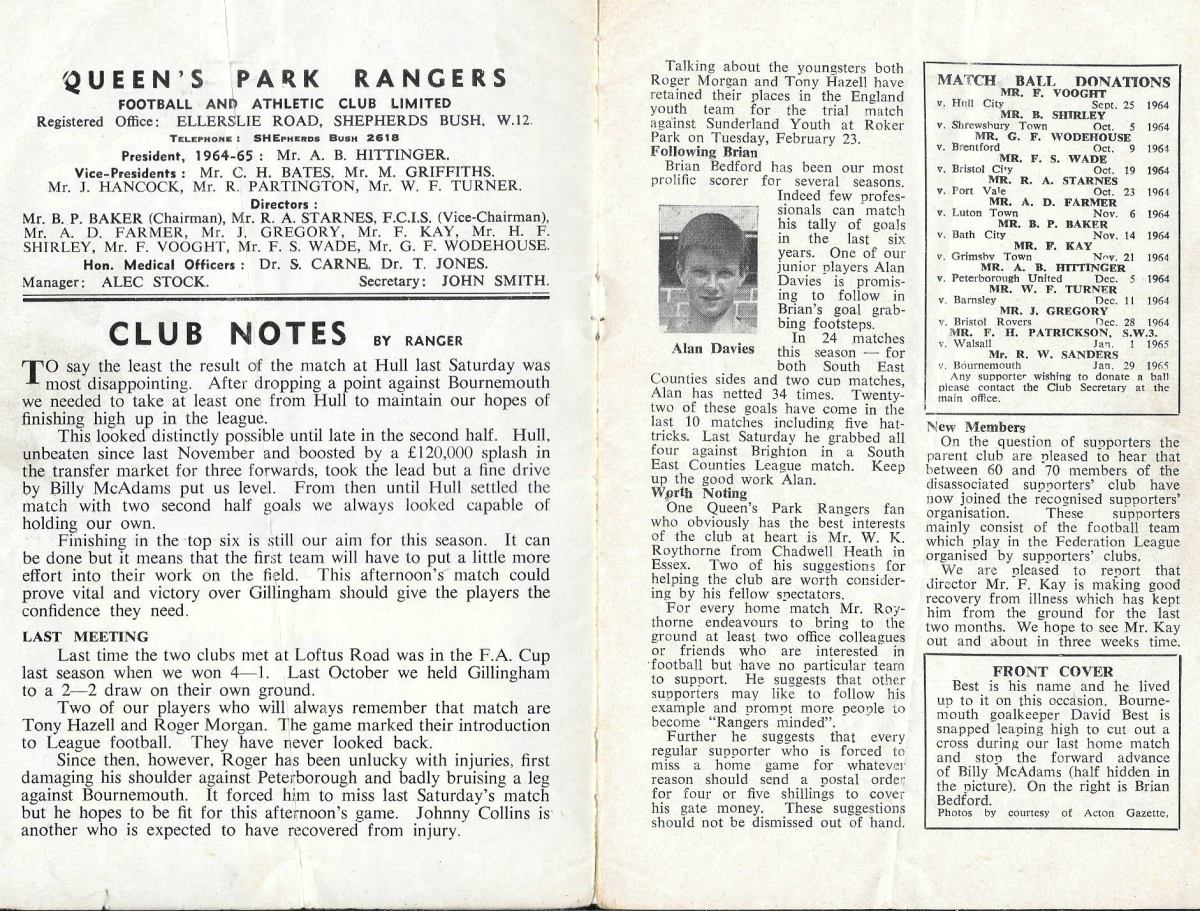 QUEEN'S PARK RANGERS
FOOTBALL AND ATHLETIC CLUB LIMITED
Registered Office: ELLERSLIE ROAD, SHEPHERDS BUSH, W.12.
TELEPHONE: SHEPHERDS BUSH 2618
President, 1964-65 : Mr. A. B. HITTINGER.
Vice-Presidents : Mr. C. H. BATES, Mr. M. GRIFFITHS.
Mr. J. HANCOCK, Mr. R. PARTINGTON, Mr. W. F. TURNER.
Directors :
Mr. B. P. BAKER (Chairman), Mr. R. A. STARNES, F.C.I.S. (Vice-Chairman),
Mr. A. D. FARMER, Mr. J. GREGORY, Mr. F. KAY, Mr. H. F.
SHIRLEY, Mr. F. VOOGHT, Mr. F. S. WADE, Mr. G. F. WODEHOUSE.
Hon. Medical Officers : Dr. S. CARNE, Dr. T. JONES.
Manager: ALEC STOCK. Secretary: JOHN SMITH.
CLUB NOTES BY RANGER
TO say the least the result of the match at Hull last Saturday was
most disappointing. After dropping a point against Bournemouth
we needed to take at least one from Hull to maintain our hopes of
finishing high up in the league.
This looked distinctly possible until late in the second half. Hull,
unbeaten since last November and boosted by a £120,000 splash in
the transfer market for three forwards, took the lead but a fine drive
by Billy McAdams put us level. From then until Hull settled the
match with two second half goals we always looked capable of
holding our own.
Finishing in the top six is still our aim for this season. It can
be done but it means that the first team will have to put a little more
effort into their work on the field. This afternoon's match could
prove vital and victory over Gillingham should give the players the
confidence they need.
LAST MEETING
Last time the two clubs met at Loftus Road was in the F.A. Cup
last season when we won 4—1. Last October we held Gillingham
to a 2—2 draw on their own ground.
Two of our players who will always remember that match are
Tony Hazell and Roger Morgan. The game marked their introduction
to League football. They have never looked back.
Since then, however, Roger has been unlucky with injuries, first
damaging his shoulder against Peterborough and badly bruising a leg
against Bournemouth. It forced him to miss last Saturday's match
but he hopes to be fit for this afternoon's game. Johnny Collins is
another who is expected to have recovered from injury.
Talking about the youngsters both
Roger Morgan and Tony Hazell have
retained their places in the England
youth team for the trial match
against Sunderland Youth at Roker
Park on Tuesday, February 23.
Following Brian
Brian Bedford has been our most
prolific scorer for several seasons.
Indeed few profes-
sionals can match
his tally of goals
in the last six
years. One of our
junior players Alan
Davies is promis-
ing to follow in
Brian's goal grab-
bing footsteps.
Alan Davies
In 24 matches
this season — for
both South East
Counties sides and two cup matches,
Alan has netted 34 times. Twenty-
two of these goals have come in the
last 10 matches including five hat-
tricks. Last Saturday he grabbed all
four against Brighton in a South
East Counties League match. Keep
up the good work Alan.
Worth Noting
One Queen's Park Rangers fan
who obviously has the best interests
of the club at heart is Mr. W. K.
Roythorne from Chadwell Heath in
Essex. Two of his suggestions for
helping the club are worth consider-
ing by his fellow spectators.
For every home match Mr. Roy-
thorne endeavours to bring to the
ground at least two office colleagues
or friends who are interested in
football but have no particular team
to support. He suggests that other
supporters may like to follow his
example and prompt more people to
become "Rangers minded".
Further he suggests that every
regular supporter who is forced to
miss a home game for whatever
reason should send a postal order
for four or five shillings to cover
his gate money. These suggestions
should not be dismissed out of hand.
MATCH BALL DONATIONS
MR. F. VOOGHT
v. Hull City Sept. 25 1964
MR. B. SHIRLEY
v. Shrewsbury Town Oct. 5 1964
MR. G. F. WODEHOUSE
v. Brentford Oct. 9 1964
MR. F. S. WADE
v. Bristol City Oct. 19 1964
MR. R. A. STARNES
v. Port Vale Oct. 23 1964
MR. A. D. FARMER
v. Luton Town Nov. 6 1964
MR. B. P. BAKER
v. Bath City Nov. 14 1964
MR. F. KAY
v. Grimsby Town Nov. 21 1964
MR. A. B. HITTINGER
v. Peterborough United Dec. 5 1964
MR. W. F. TURNER
v. Barnsley Dec. 11 1964
MR. J. GREGORY
v. Bristol Rovers Dec. 28 1964
MR. F. H. PATRICKSON, S.W.3.
v. Walsall Jan. 1 1965
Mr. R. W. SANDERS
v. Bournemouth Jan. 29 1965
Any supporter wishing to donate a ball
please contact the Club Secretary at the
main office.
New Members
On the question of supporters the
parent club are pleased to hear that
between 60 and 70 members of the
disassociated supporters' club have
now joined the recognised supporters'
organisation. These supporters
mainly consist of the football team
which play in the Federation League
organised by supporters' clubs.
We are pleased to report that
director Mr. F. Kay is making good
recovery from illness which has kept
him from the ground for the last
two months. We hope to see Mr. Kay
out and about in three weeks time.
FRONT COVER
Best is his name and he lived
up to it on this occasion. Bourne-
mouth goalkeeper David Best is
snapped leaping high to cut out a
cross during our last home match
and stop the forward advance
of Billy McAdams (half hidden in
the picture). On the right is Brian
Bedford.
Photos by courtesy of Acton Gazette,